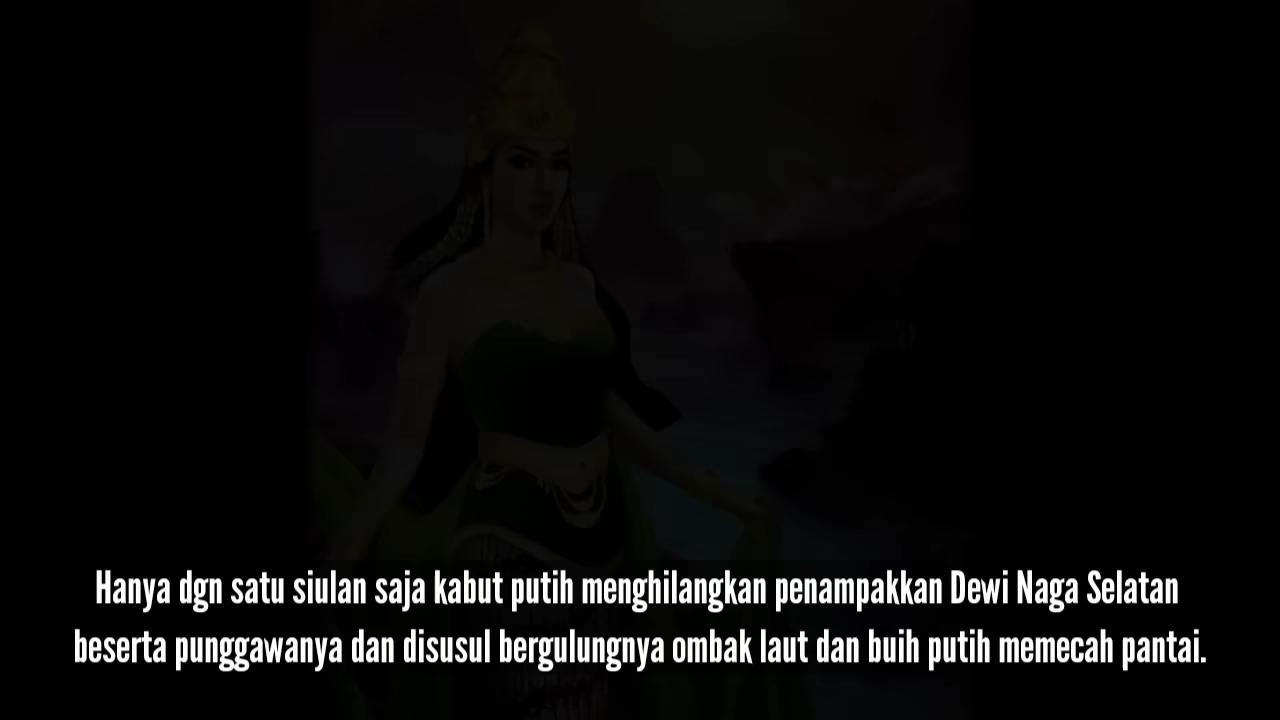 Hanya dgn satu siulan saja kabut putih menghilangkan penampakkan Dewi Naga Selatan
beserta punggawanya dan disusul bergulungnya ombak laut dan buih putih memecah pantai.